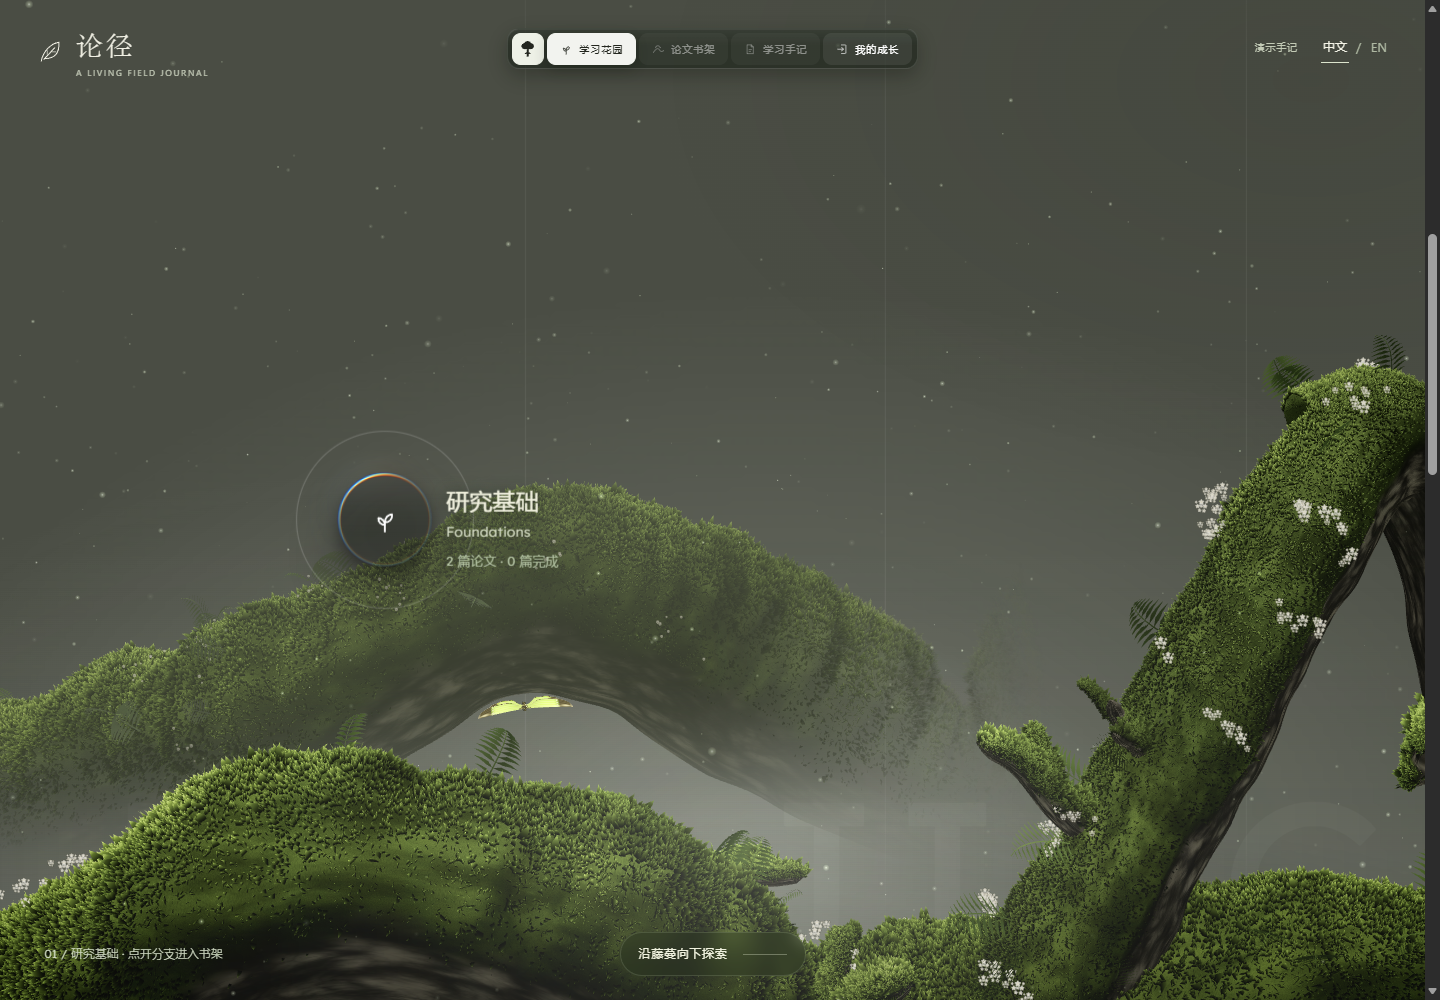 论径
A LIVING FIELD JOURNAL
学习花园
论文书架
学习手记
我的成长
演示手记
中文 / EN
研究基础
Foundations
2 篇论文 · 0 篇完成
01 / 研究基础 · 点开分支进入书架
沿藤蔓向下探索